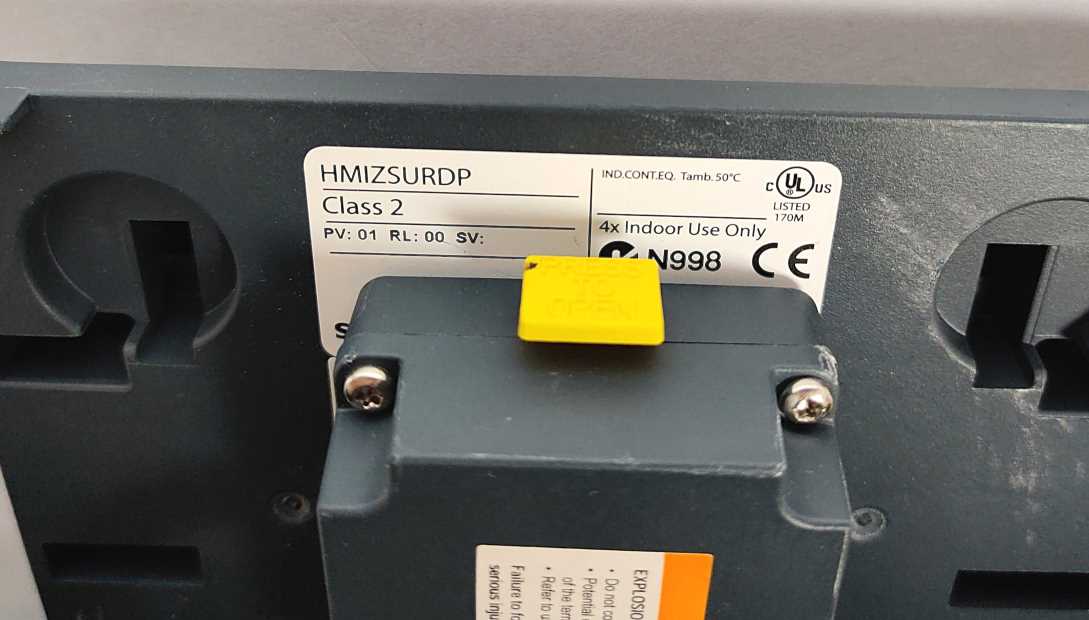 HMIZSURDP
Class 2
PV: 01 RL: 00 SV:
IND.CONT.EQ. Tamb.50°C
C UL US
®
LISTED
170M
4x Indoor Use Only
N998 CE
PRESS
TO
OPEN
S
EXPLOSIO
• Do not co
• Potential
of the tern
• Refer to u
Failure to fo
serious inju